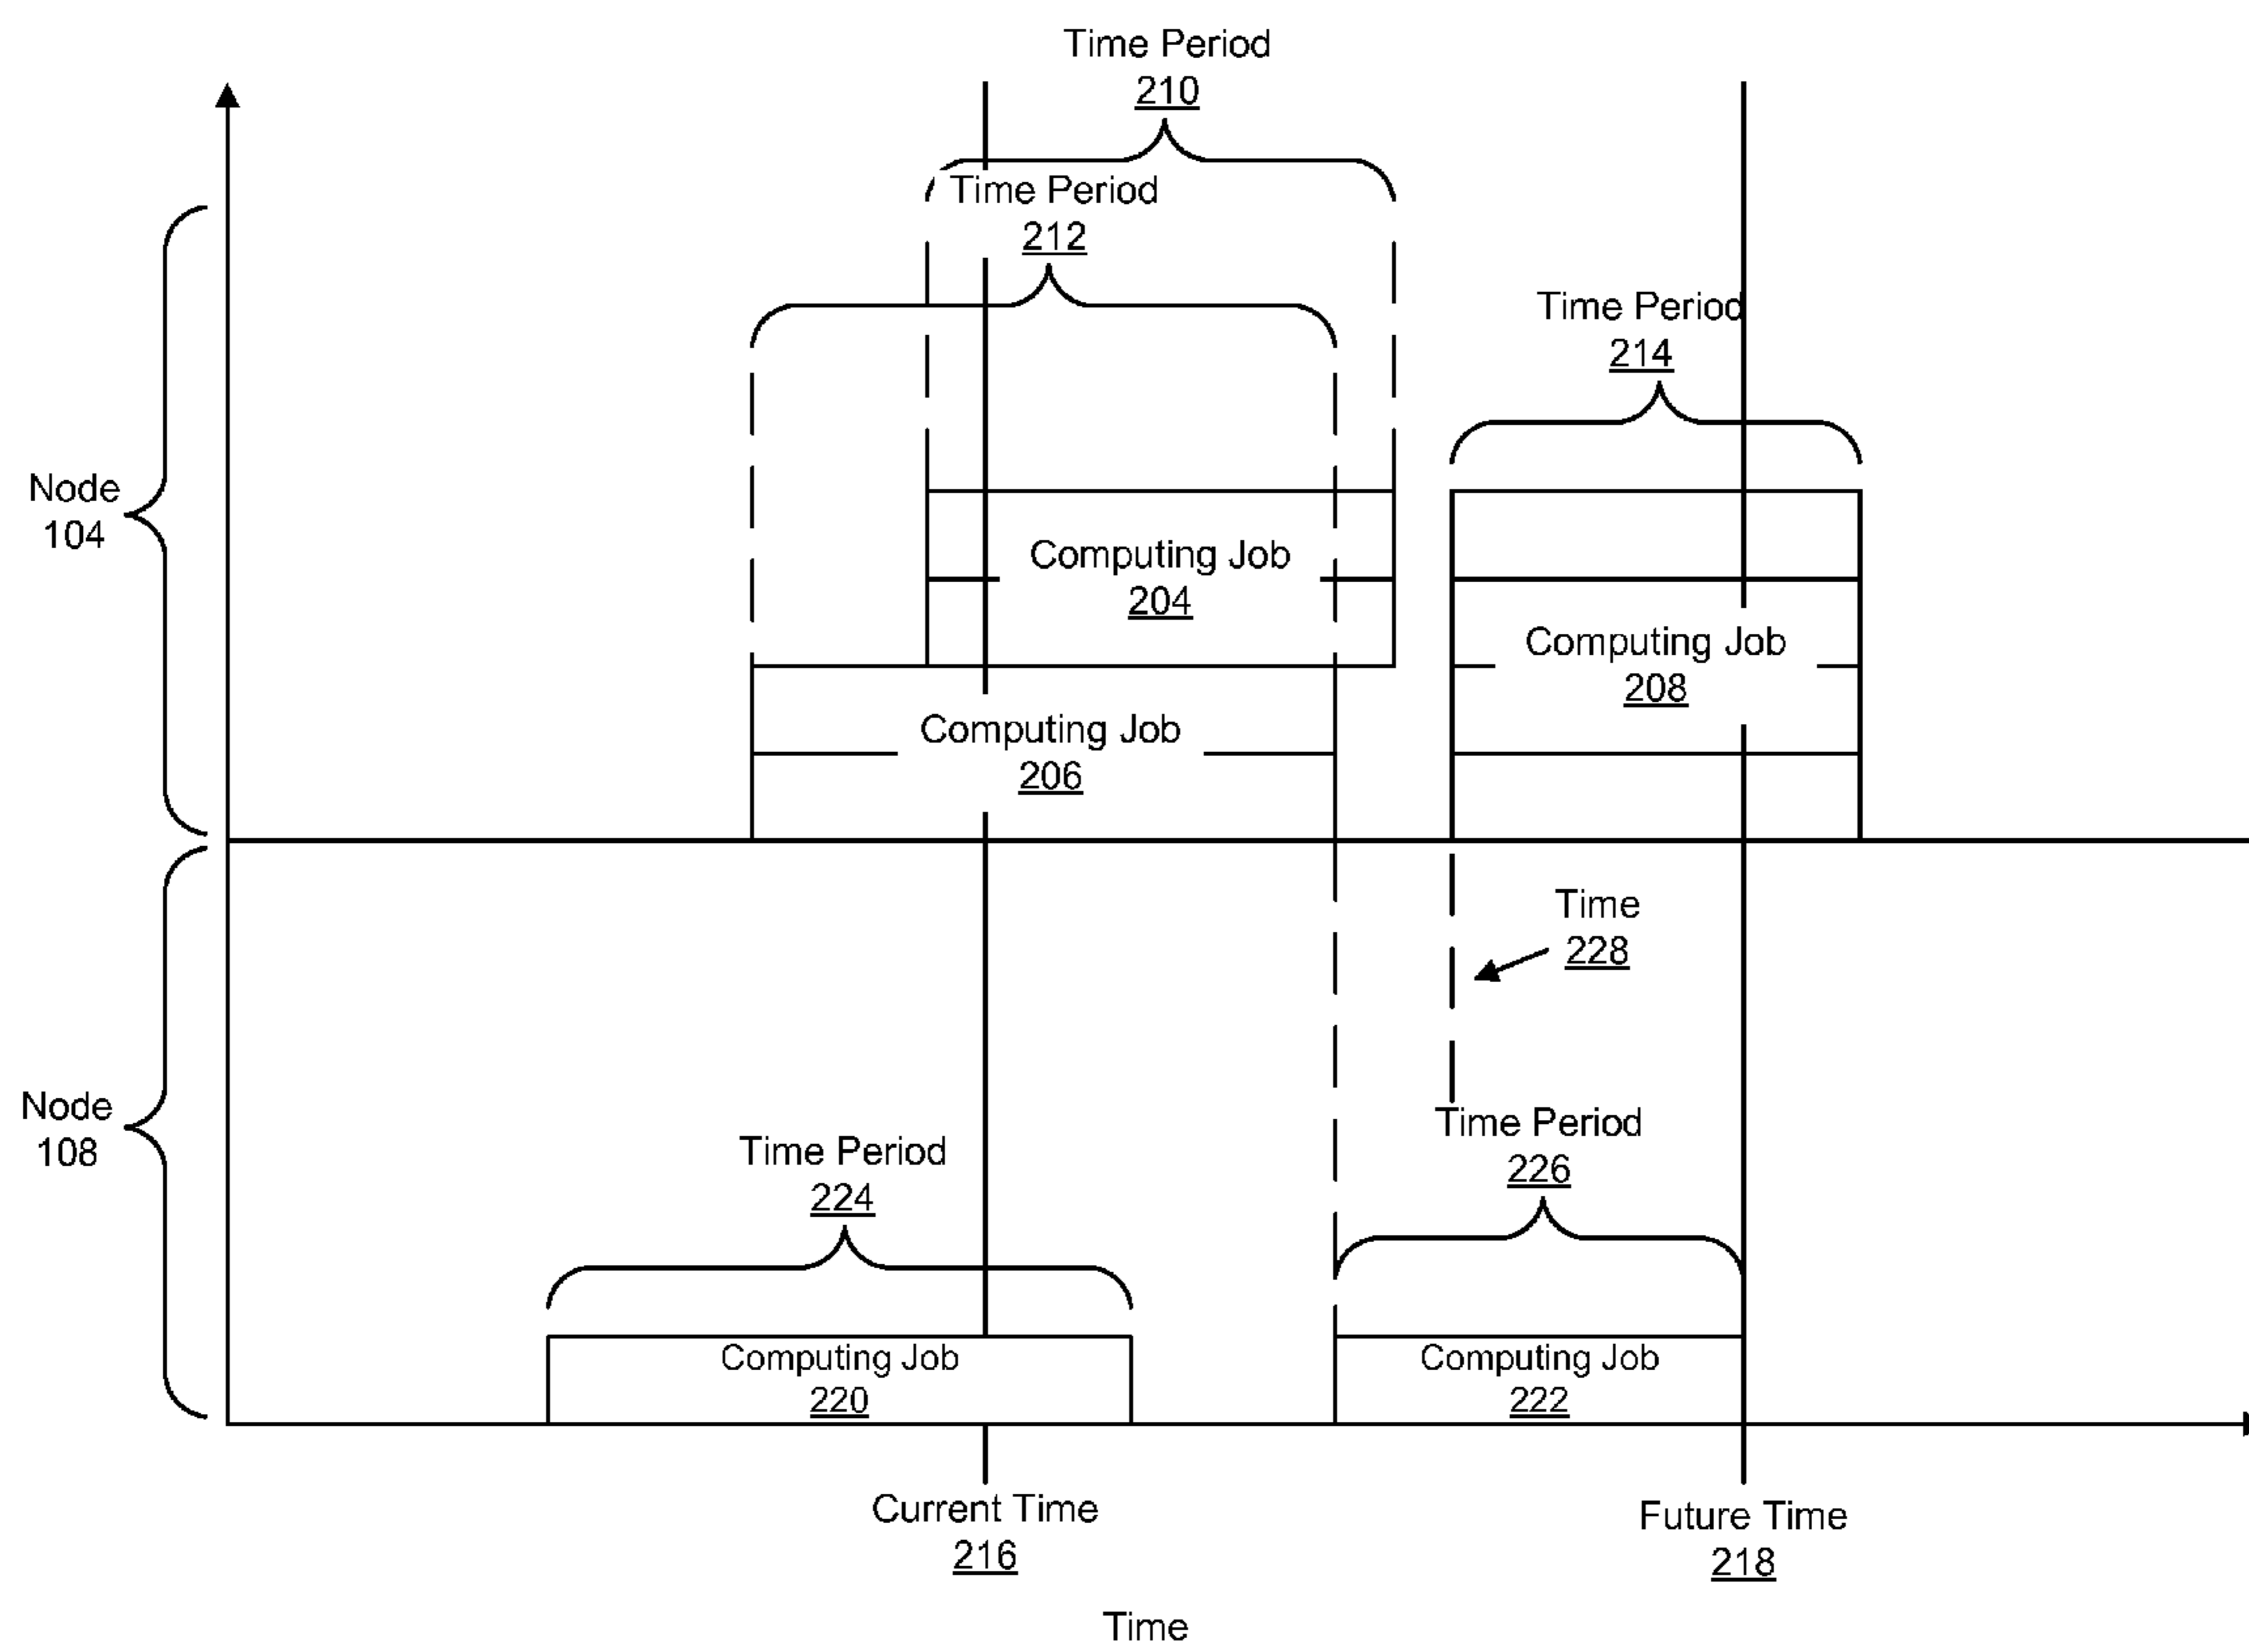 Time Period
210
Time Period
212
Time Period
214
Node
104
Computing Job
204
Computing Job
208
Computing Job
206
Time
228
Node
108
Time Period
226
Time Period
224
Computing Job
220
Computing Job
222
Current Time
216
Future Time
218
Time